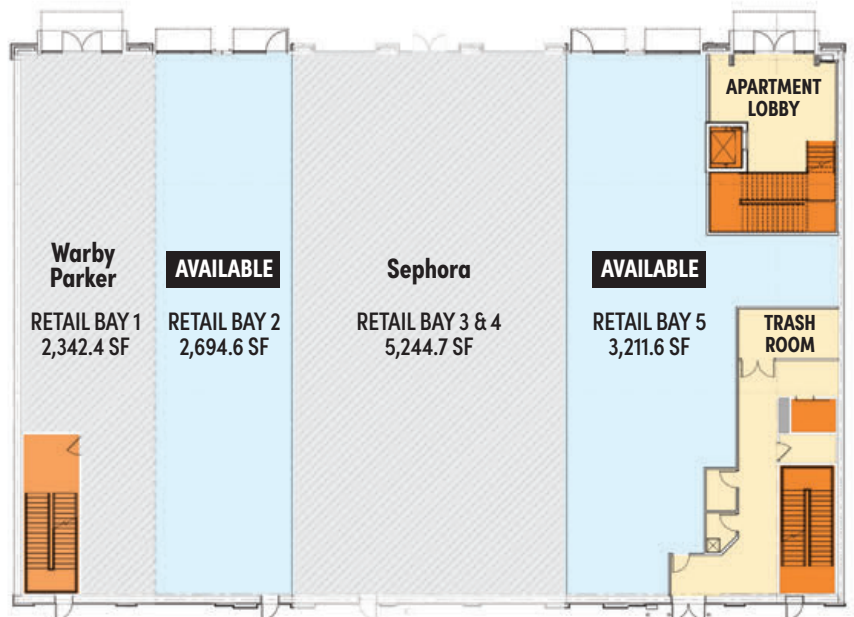 APARTMENT
LOBBY
Warby
Parker
RETAIL BAY 1
2,342.4 SF
AVAILABLE
RETAIL BAY 2
2,694.6 SF
Sephora
RETAIL BAY 3 & 4
5,244.7 SF
AVAILABLE
RETAIL BAY 5
3,211.6 SF
TRASH
ROOM